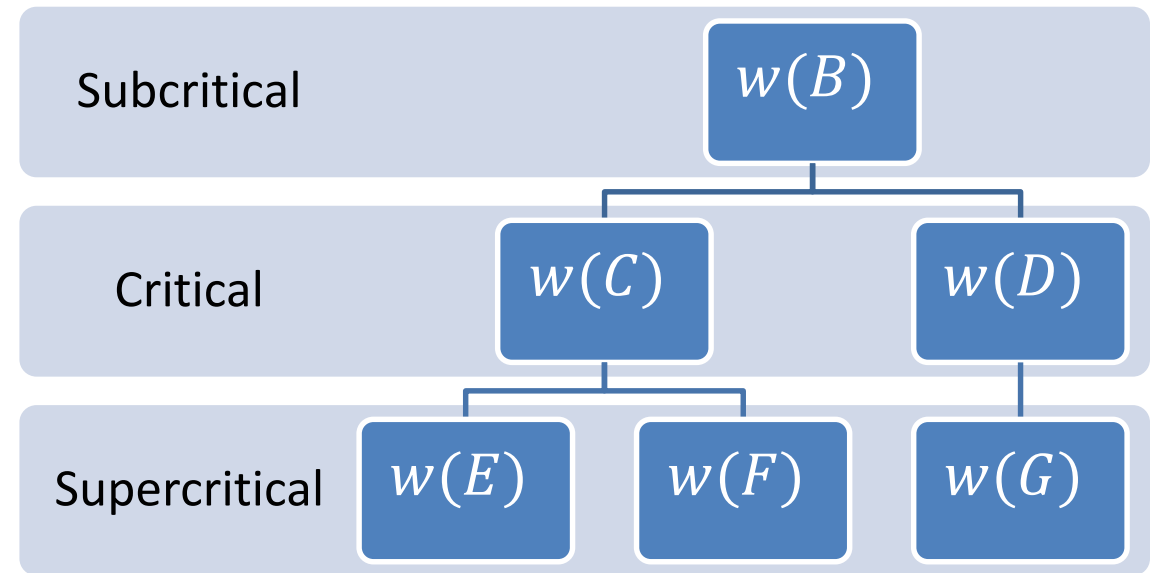 Subcritical
w(B)
Critical
w(C)
w(D)
Supercritical
w(E)
w(F)
w(G)